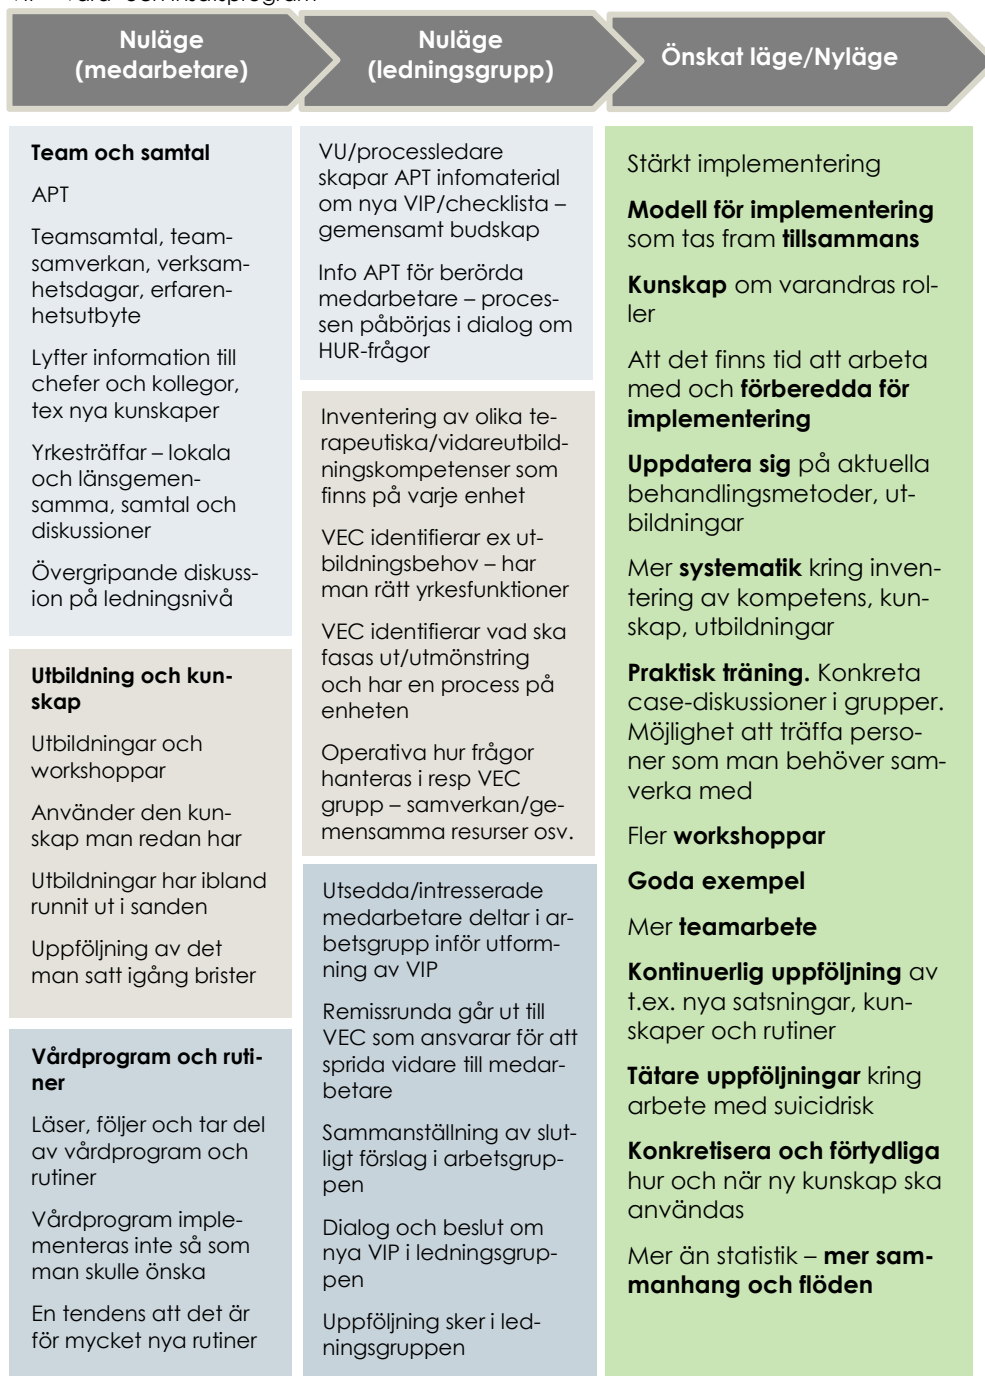 VIP – Vård- och insatsprogram
Nuläge
(medarbetare)
Nuläge
(ledningsgrupp)
Önskat läge/Nyläge
Team och samtal
APT
Teamsamtal, team-
samverkan, verksam-
hetsdagar, erfaren-
hetsutbyte
Lyfter information till
chefer och kollegor,
tex nya kunskaper
Yrkesträffar – lokala
och länsgemen-
samma, samtal och
diskussioner
Övergripande diskuss-
ion på ledningsnivå
Utbildning och kun-
skap
Utbildningar och
workshoppar
Använder den kun-
skap man redan har
Utbildningar har ibland
runnit ut i sanden
Uppföljning av det
man satt igång brister
Vårdprogram och ruti-
ner
Läser, följer och tar del
av vårdprogram och
rutiner
Vårdprogram imple-
menteras inte så som
man skulle önska
En tendens att det är
för mycket nya rutiner
VU/processledare
skapar APT infomaterial
om nya VIP/checklista –
gemensamt budskap
Info APT för berörda
medarbetare – proces-
sen påbörjas i dialog om
HUR-frågor
Inventering av olika te-
rapeutiska/vidareutbild-
ningskompetenser som
finns på varje enhet
VEC identifierar ex ut-
bildningsbehov – har
man rätt yrkesfunktioner
VEC identifierar vad ska
fasas ut/utmönstring
och har en process på
enheten
Operativa hur frågor
hanteras i resp VEC
grupp – samverkan/ge-
mensamma resurser osv.
Utsedda/intresserade
medarbetare deltar i ar-
betsgrupp inför utform-
ning av VIP
Remissrunda går ut till
VEC som ansvarar för att
sprida vidare till medar-
betare
Sammanställning av slut-
ligt förslag i arbetsgrup-
pen
Dialog och beslut om
nya VIP i ledningsgrup-
pen
Uppföljning sker i led-
ningsgruppen
Stärkt implementering
Modell för implementering
som tas fram tillsammans
Kunskap om varandras rol-
ler
Att det finns tid att arbeta
med och förberedda för
implementering
Uppdatera sig på aktuella
behandlingsmetoder, ut-
bildningar
Mer systematik kring inven-
tering av kompetens, kun-
skap, utbildningar
Praktisk träning. Konkreta
case-diskussioner i grupper.
Möjlighet att träffa perso-
ner som man behöver sam-
verka med
Fler workshoppar
Goda exempel
Mer teamarbete
Kontinuerlig uppföljning av
t.ex. nya satsningar, kun-
skaper och rutiner
Tätare uppföljningar kring
arbete med suicidrisk
Konkretisera och förtydliga
hur och när ny kunskap ska
användas
Mer än statistik – mer sam-
manhang och flöden